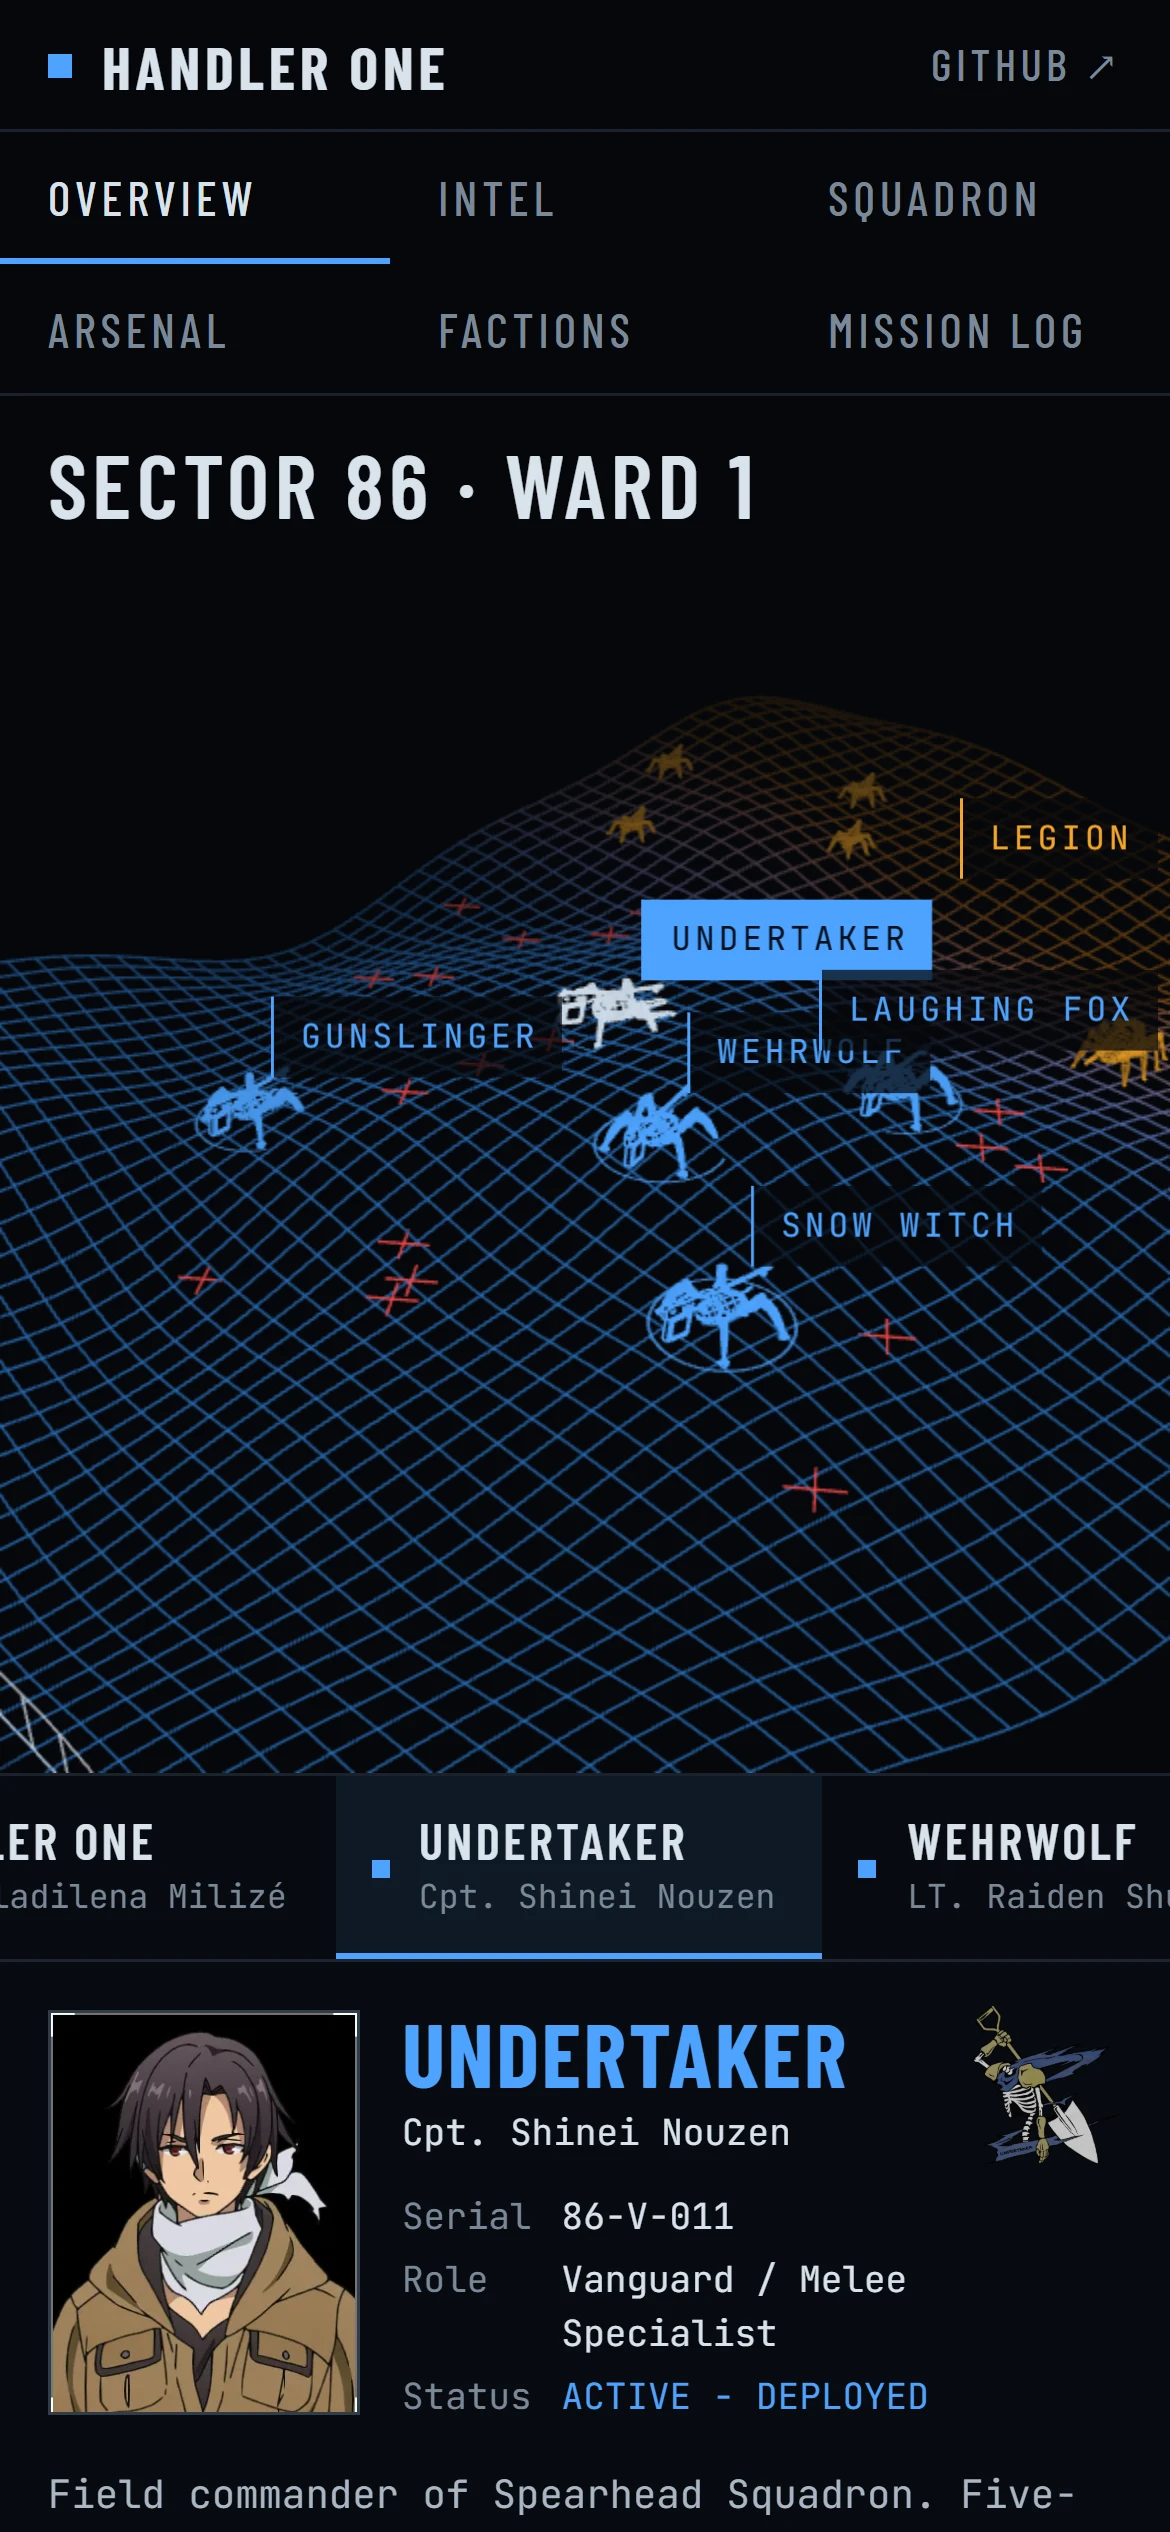 HANDLER ONE
GITHUB ↗
OVERVIEW
INTEL
SQUADRON
ARSENAL
FACTIONS
MISSION LOG
SECTOR 86 · WARD 1
LEGION
UNDERTAKER
LAUGHING FOX
GUNSLINGER
WEHRWOLF
SNOW WITCH
LER ONE
Ladilena Milizé
UNDERTAKER
Cpt. Shinei Nouzen
WEHRWOLF
LT. Raiden Shu
UNDERTAKER
Cpt. Shinei Nouzen
Serial 86-V-011
Role Vanguard / Melee
Specialist
Status ACTIVE - DEPLOYED
Field commander of Spearhead Squadron. Five-